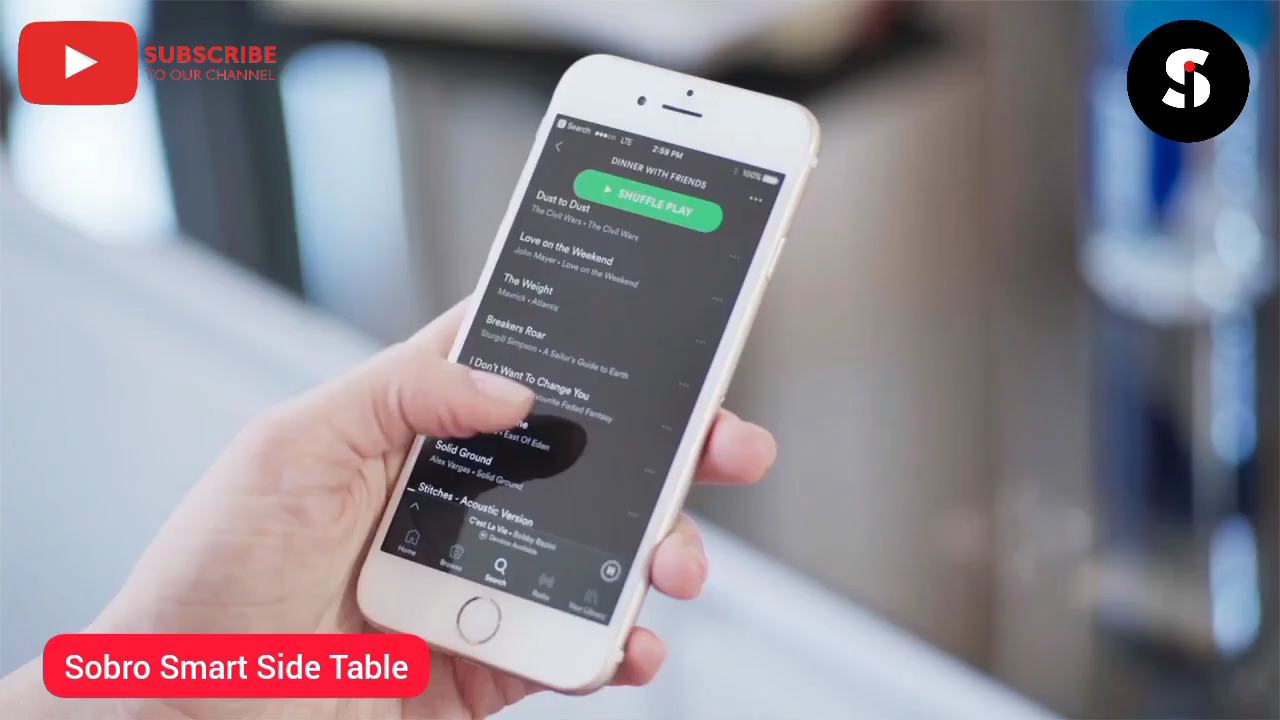 SUBSCRIBE
TO OUR CHANNEL
Search
LTE
2:59 PM
100%
DINNER WITH FRIENDS
SHUFFLE PLAY
Dust to Dust
The Civil Wars • The Civil Wars
Love on the Weekend
John Mayer • Love on the Weekend
The Weight
Mavrick • Atlantis
Breakers Roar
Sturgill Simpson • A Sailor's Guide to Earth
I Don't Want To Change You
Faded Fantasy
• East Of Eden
Solid Ground
Alex Vargas • Solid Ground
Stitches - Acoustic Version
C'est La Vie • Bobby Bazini
Devices Available
Home
Browse
Search
Radio
Your Library
Sobro Smart Side Table